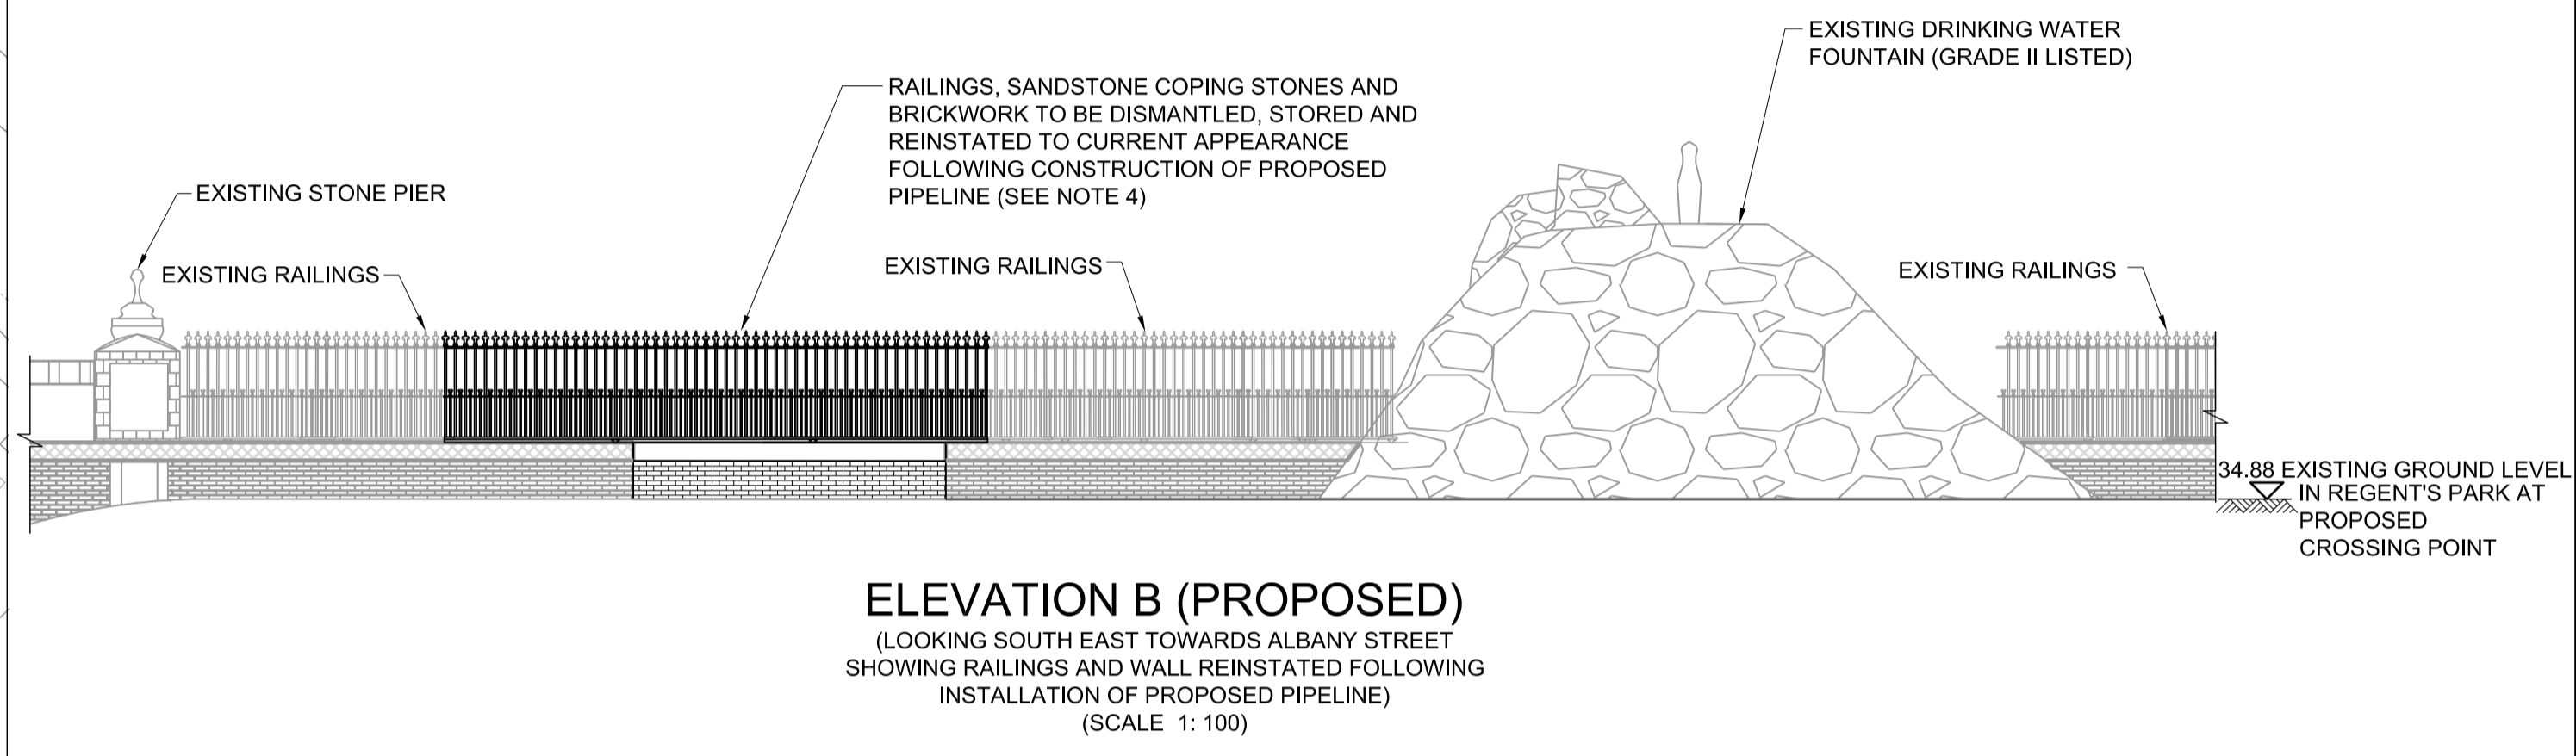 EXISTING DRINKING WATER
FOUNTAIN (GRADE II LISTED)
RAILINGS, SANDSTONE COPING STONES AND
BRICKWORK TO BE DISMANTLED, STORED AND
REINSTATED TO CURRENT APPEARANCE
FOLLOWING CONSTRUCTION OF PROPOSED
PIPELINE (SEE NOTE 4)
EXISTING STONE PIER
EXISTING RAILINGS
EXISTING RAILINGS
EXISTING RAILINGS
34.88 EXISTING GROUND LEVEL
IN REGENT'S PARK AT
PROPOSED
CROSSING POINT
ELEVATION B (PROPOSED)
(LOOKING SOUTH EAST TOWARDS ALBANY STREET
SHOWING RAILINGS AND WALL REINSTATED FOLLOWING
INSTALLATION OF PROPOSED PIPELINE)
(SCALE 1: 100)